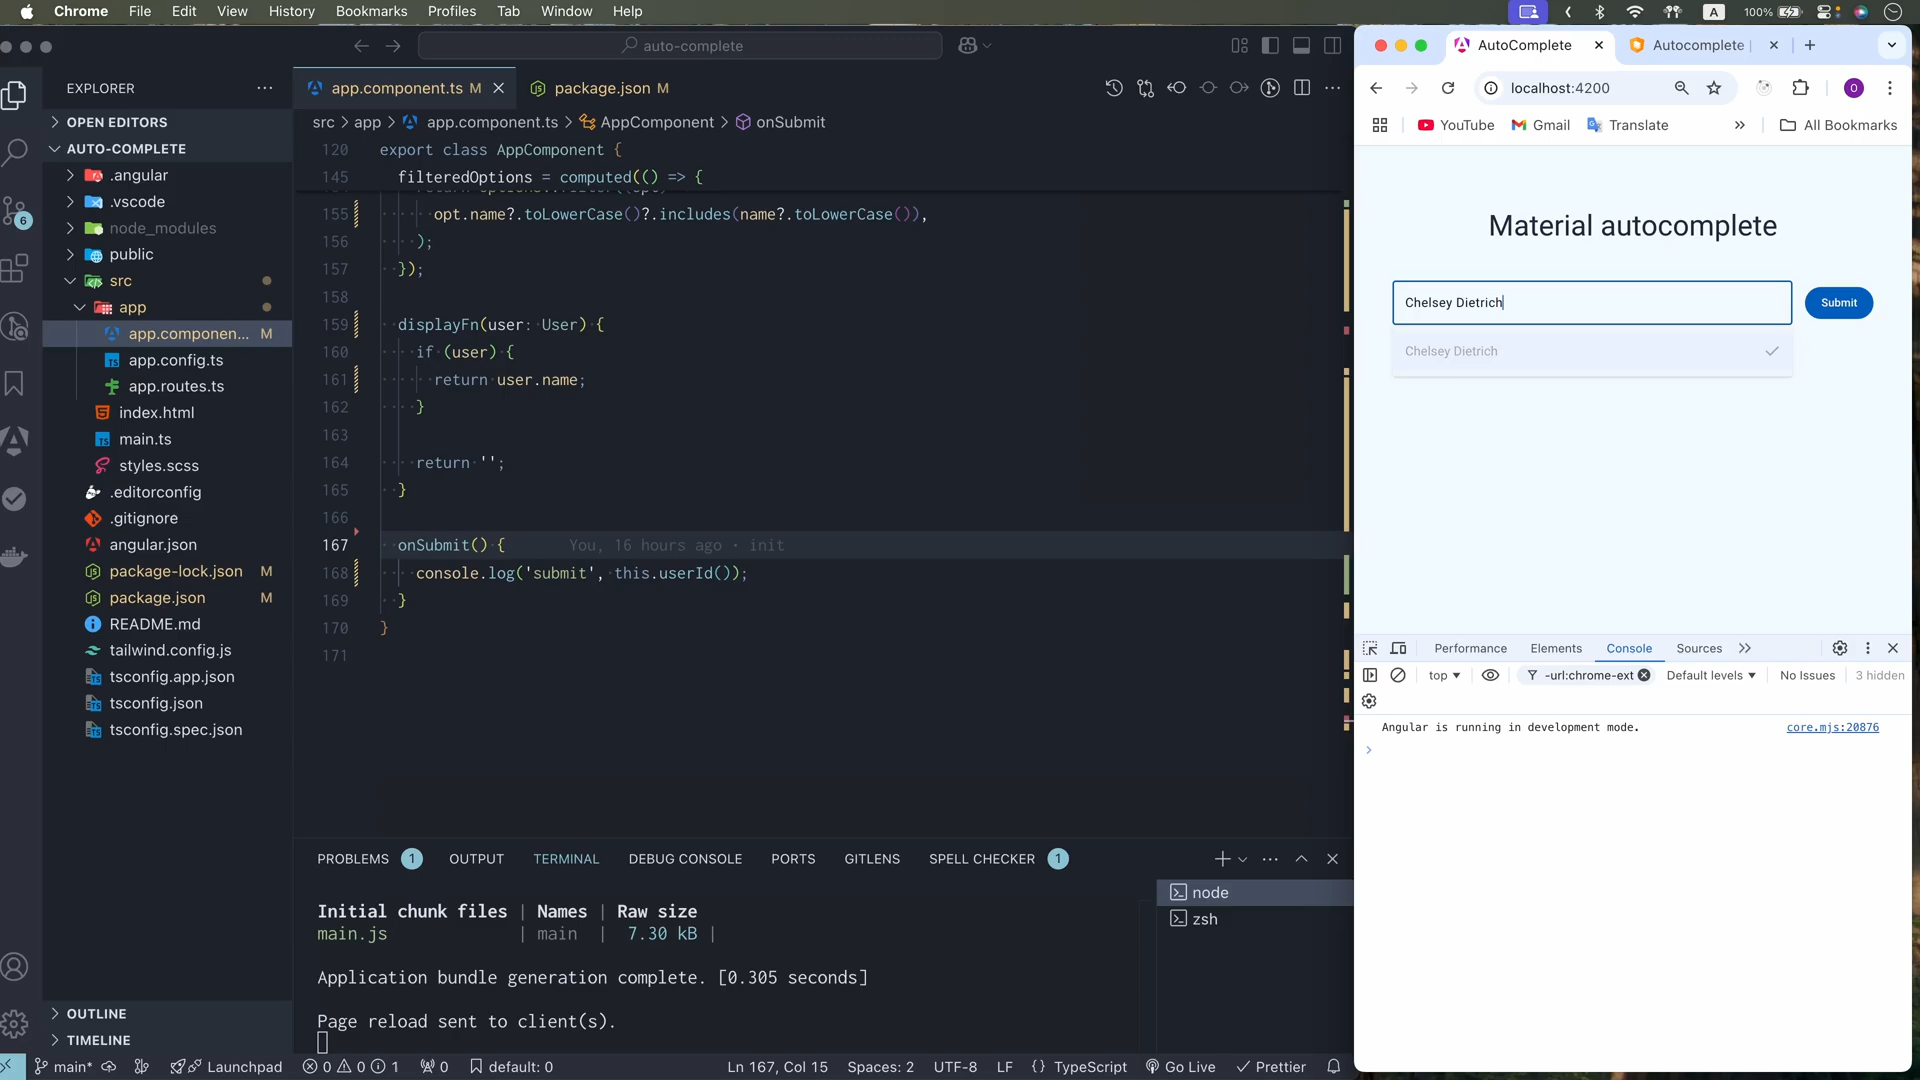 Chrome File Edit View History Bookmarks Profiles Tab Window Help
A 100%
auto-complete
EXPLORER
OPEN EDITORS
AUTO-COMPLETE
.angular
.vscode
node_modules
public
src
app
app.componen... M
app.config.ts
app.routes.ts
index.html
main.ts
styles.scss
.editorconfig
.gitignore
angular.json
package-lock.json M
package.json M
README.md
tailwind.config.js
tsconfig.app.json
tsconfig.json
tsconfig.spec.json
OUTLINE
TIMELINE
6
app.component.ts M
package.json M
src > app > app.component.ts > AppComponent > onSubmit
120 export class AppComponent {
145 filteredOptions = computed(() => {
155 opt.name?.toLowerCase()?.includes(name?.toLowerCase()),
156 );
157 });
158
159 displayFn(user: User) {
160 if (user) {
161 return user.name;
162 }
163
164 return '';
165 }
166
167 onSubmit() { You, 16 hours ago • init
168 console.log('submit', this.userId());
169 }
170 }
171
PROBLEMS 1 OUTPUT TERMINAL DEBUG CONSOLE PORTS GITLENS SPELL CHECKER 1
Initial chunk files | Names | Raw size
main.js | main | 7.30 kB |
Application bundle generation complete. [0.305 seconds]
Page reload sent to client(s).
node
zsh
main* Launchpad 0 0 1 0 default: 0 Ln 167, Col 15 Spaces: 2 UTF-8 LF {} TypeScript Go Live Prettier
AutoComplete
Autocomplete |
localhost:4200
O
YouTube Gmail Translate » All Bookmarks
Material autocomplete
Chelsey Dietrich
Submit
Chelsey Dietrich
Performance Elements Console Sources
top -url:chrome-ext Default levels No Issues 3 hidden
Angular is running in development mode. core.mjs:20876